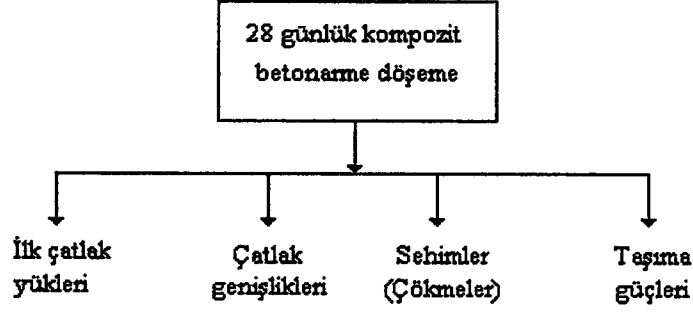 28 günlük kompozit
betonarme döşeme
İlk çatlak
yükleri
Çatlak
genişlikleri
Sehimler
(Çökmeler)
Taşıma
güçleri